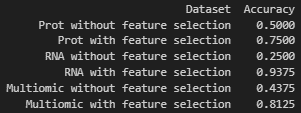 Dataset Accuracy
Prot without feature selection 0.5000
Prot with feature selection 0.7500
RNA without feature selection 0.2500
RNA with feature selection 0.9375
Multiomic without feature selection 0.4375
Multiomic with feature selection 0.8125